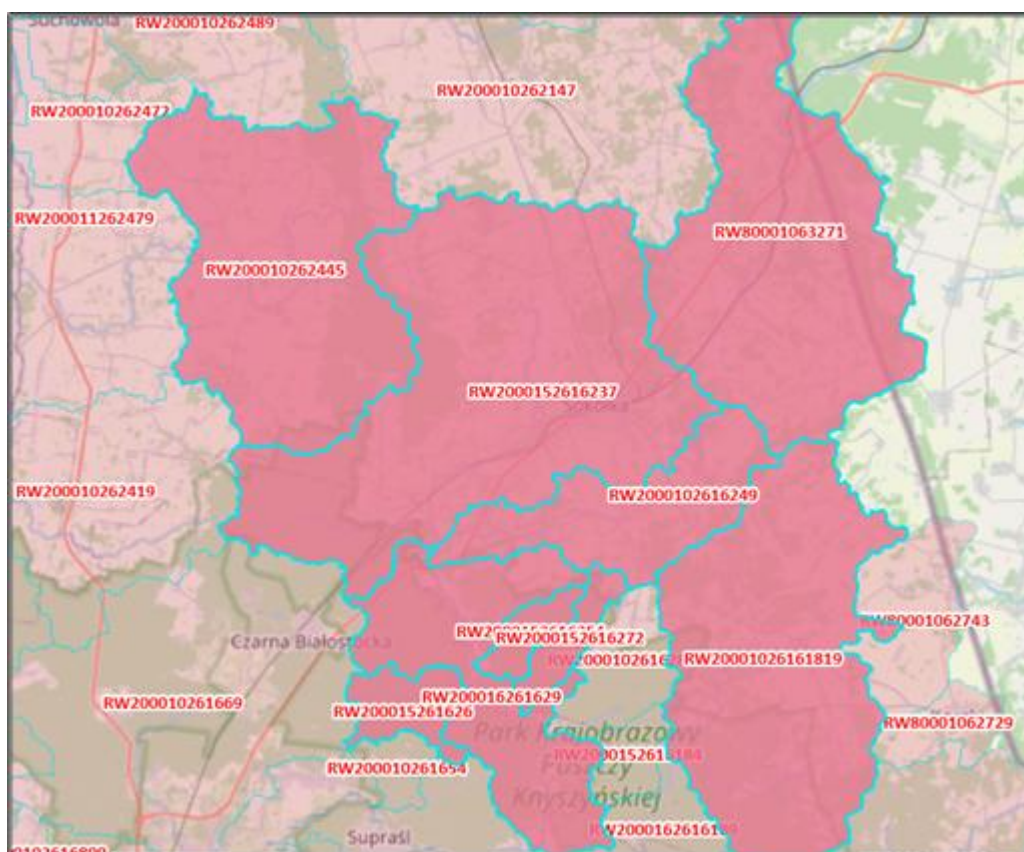 Suchowola
RW200010262489
RW200010262147
RW200010262472
RW200011262479
RW80001063271
RW200010262445
RW2000152616237
RW200010262419
RW2000102616249
RW80001062743
RW2000152616272
Czarna Białostocka
RW20001026161819
RW200016261629
RW200010261669
RW200015261626
RW80001062729
Park Krajobrazowy
Puszczy
Knyszyńskiej
RW200010261654
Supraśl